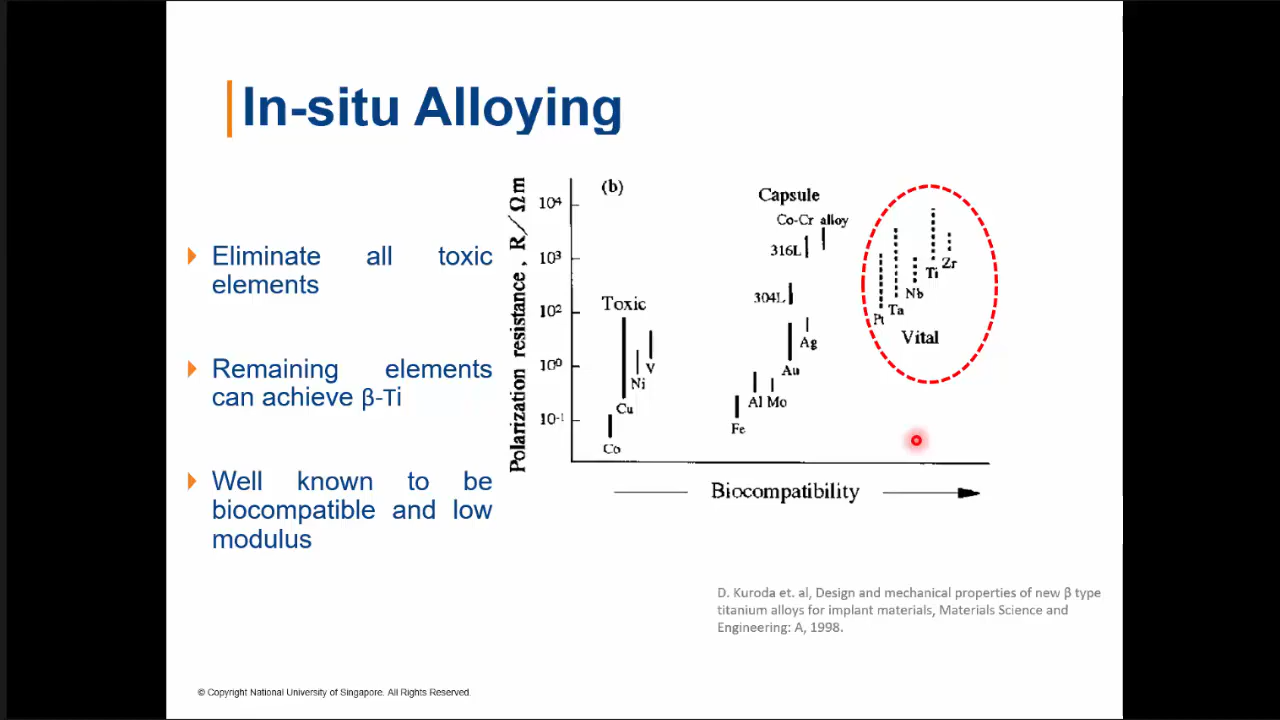 In-situ Alloying
Eliminate all toxic
elements
Remaining elements
can achieve β-Ti
Well known to be
biocompatible and low
modulus
Polarization resistance, R/Ωm
(b)
10⁴
10³
10²
10⁰
10⁻¹
Toxic
V
Ni
Cu
Co
Capsule
Co-Cr alloy
316L
304L
Ag
Au
Al Mo
Fe
Zr
Ti
Nb
Ta
Pt
Vital
Biocompatibility
D. Kuroda et. al, Design and mechanical properties of new β type
titanium alloys for implant materials, Materials Science and
Engineering: A, 1998.
© Copyright National University of Singapore. All Rights Reserved.